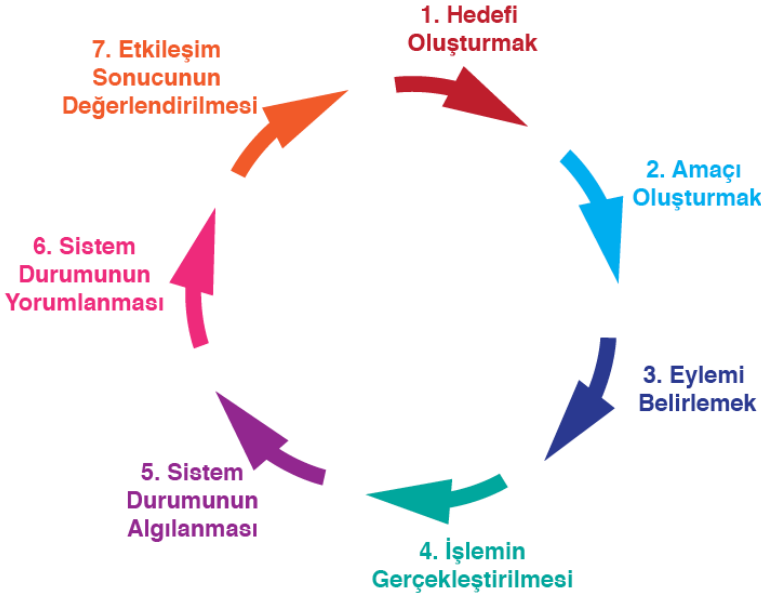 1. Hedefi
Oluşturmak
2. Amaçı
Oluşturmak
3. Eylemi
Belirlemek
4. İşlemin
Gerçekleştirilmesi
5. Sistem
Durumunun
Algılanması
6. Sistem
Durumunun
Yorumlanması
7. Etkileşim
Sonucunun
Değerlendirilmesi